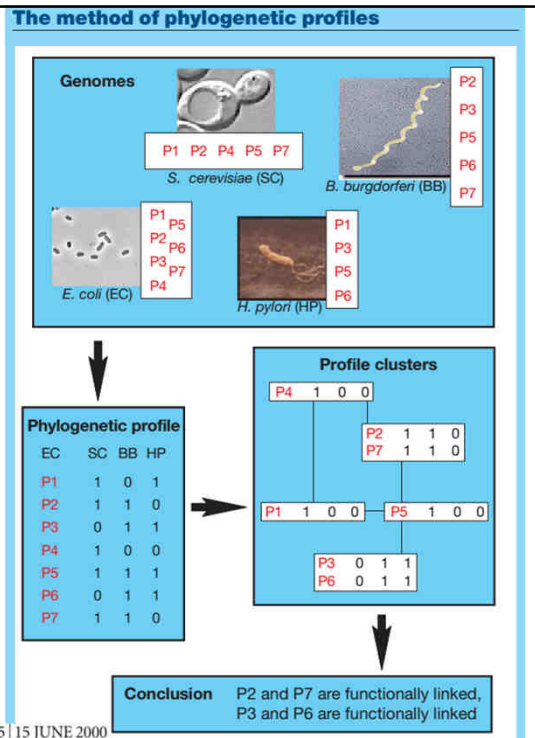 The method of phylogenetic profiles
Genomes
P1 P2 P4 P5 P7
S. cerevisiae (SC)
P2
P3
P5
P6
P7
B. burgdorferi (BB)
P1
P5
P2
P6
P3
P7
P4
E. coli (EC)
P1
P3
P5
P6
H. pylori (HP)
Phylogenetic profile
EC SC BB HP
P1 1 0 1
P2 1 1 0
P3 0 1 1
P4 1 0 0
P5 1 1 1
P6 0 1 1
P7 1 1 0
Profile clusters
P4 1 0 0
P2 1 1 0
P7 1 1 0
P1 1 0 0
P5 1 0 0
P3 0 1 1
P6 0 1 1
Conclusion P2 and P7 are functionally linked,
P3 and P6 are functionally linked
5 | 15 JUNE 2000